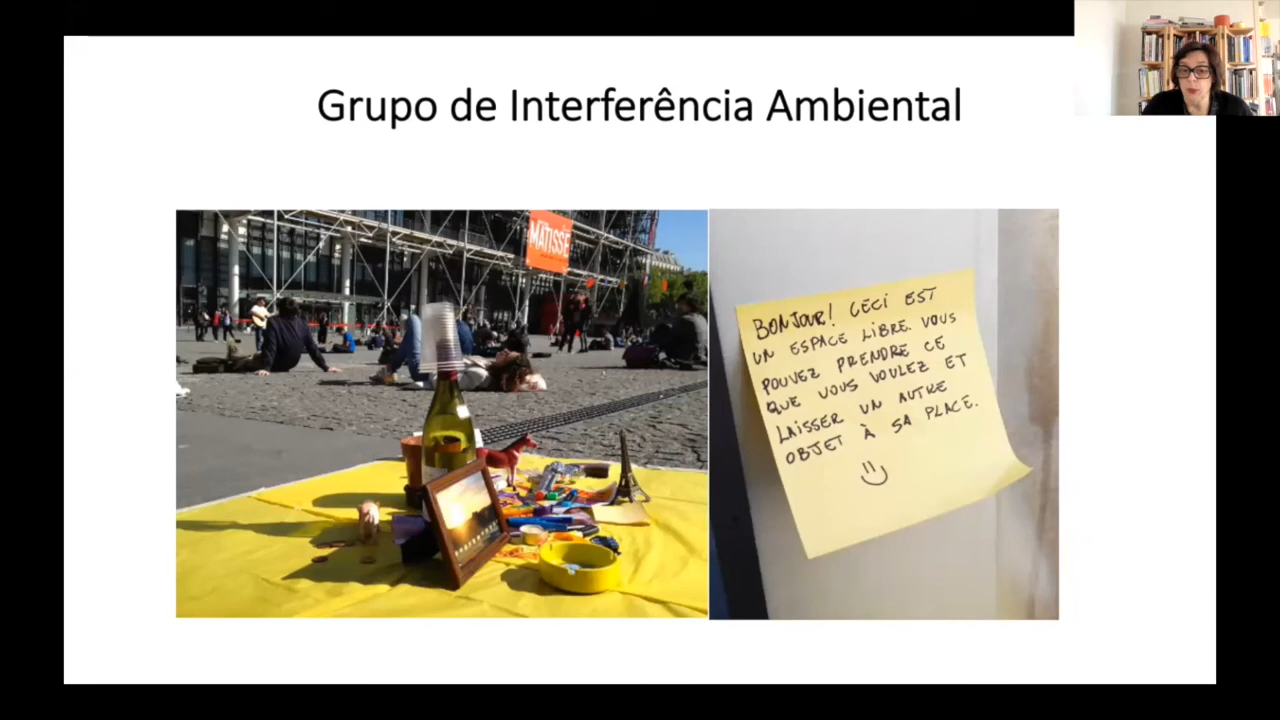 Grupo de Interferência Ambiental
MATISSE
BONJOUR! CECI EST
UN ESPACE LIBRE. VOUS
POUVEZ PRENDRE CE
QUE VOUS VOULEZ ET
LAISSER UN AUTRE
OBJET À SA PLACE.